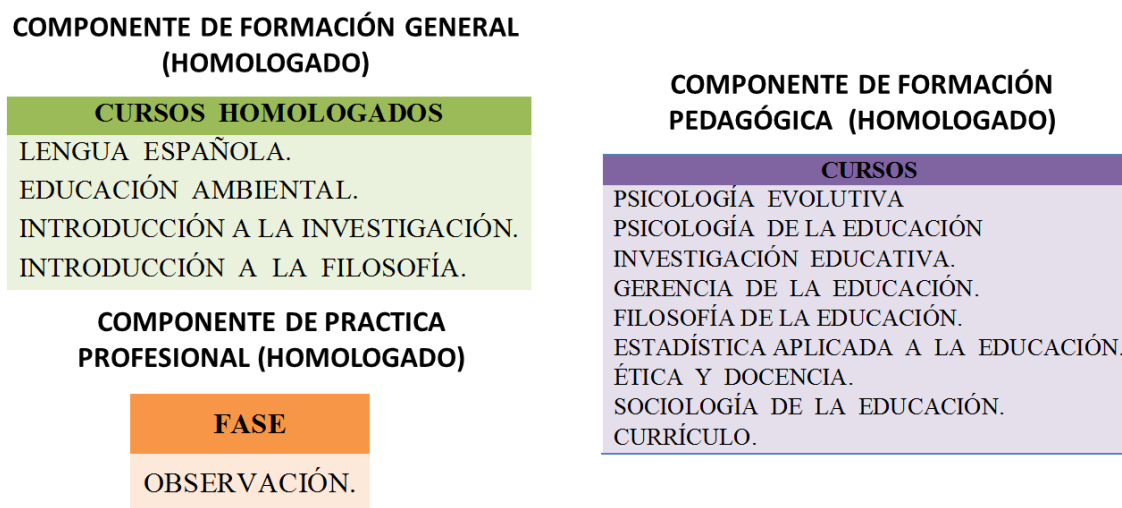 COMPONENTE DE FORMACIÓN GENERAL
(HOMOLOGADO)
CURSOS HOMOLOGADOS
LENGUA ESPAÑOLA.
EDUCACIÓN AMBIENTAL.
INTRODUCCIÓN A LA INVESTIGACIÓN.
INTRODUCCIÓN A LA FILOSOFÍA.
COMPONENTE DE PRACTICA
PROFESIONAL (HOMOLOGADO)
FASE
OBSERVACIÓN.
COMPONENTE DE FORMACIÓN
PEDAGÓGICA (HOMOLOGADO)
CURSOS
PSICOLOGÍA EVOLUTIVA
PSICOLOGÍA DE LA EDUCACIÓN
INVESTIGACIÓN EDUCATIVA.
GERENCIA DE LA EDUCACIÓN.
FILOSOFÍA DE LA EDUCACIÓN.
ESTADÍSTICA APLICADA A LA EDUCACIÓN.
ÉTICA Y DOCENCIA.
SOCIOLOGÍA DE LA EDUCACIÓN.
CURRÍCULO.